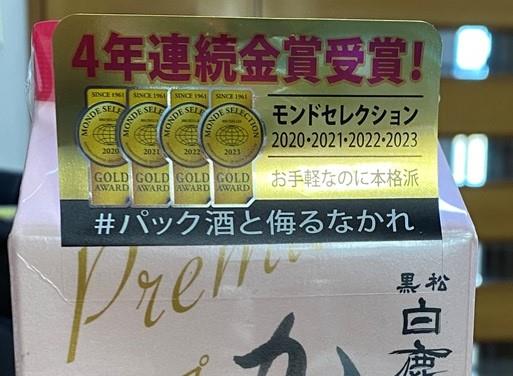 4年連続金賞受賞!
SINCE 1961 SINCE 1961 SINCE 1961 SINCE 1961
MONDE SELECTION
2020 2021 2022 2023
GOLD AWARD GOLD AWARD GOLD AWARD GOLD AWARD
モンドセレクション
2020・2021・2022・2023
お手軽なのに本格派
#パック酒と侮るなかれ
黒松
白鹿